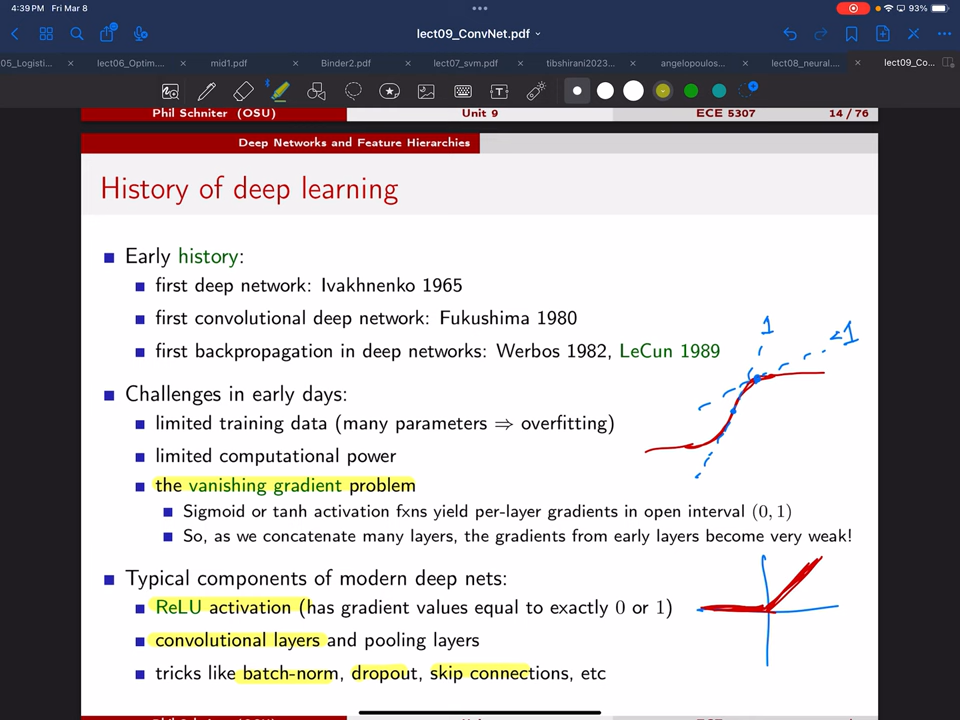 4:39 PM Fri Mar 8
93%
lect09_ConvNet.pdf
05_Logisti...
lect06_Optim...
mid1.pdf
Binder2.pdf
lect07_svm.pdf
tibshirani2023...
angelopoulos...
lect08_neural...
lect09_Co...
Phil Schniter (OSU) Unit 9 ECE 5307 14 / 76
Deep Networks and Feature Hierarchies
History of deep learning
Early history:
first deep network: Ivakhnenko 1965
first convolutional deep network: Fukushima 1980
first backpropagation in deep networks: Werbos 1982, LeCun 1989
1
<1
Challenges in early days:
limited training data (many parameters ⇒ overfitting)
limited computational power
the vanishing gradient problem
Sigmoid or tanh activation fxns yield per-layer gradients in open interval (0, 1)
So, as we concatenate many layers, the gradients from early layers become very weak!
Typical components of modern deep nets:
ReLU activation (has gradient values equal to exactly 0 or 1)
convolutional layers and pooling layers
tricks like batch-norm, dropout, skip connections, etc